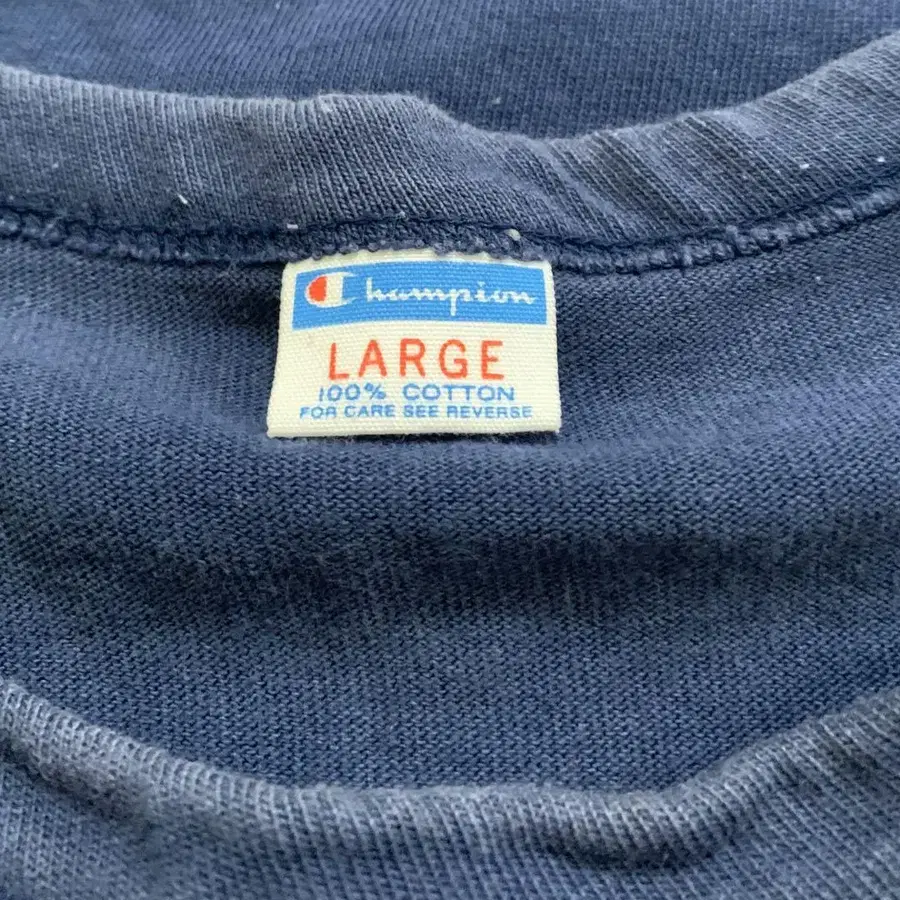 Champion
LARGE
100% COTTON
FOR CARE SEE REVERSE